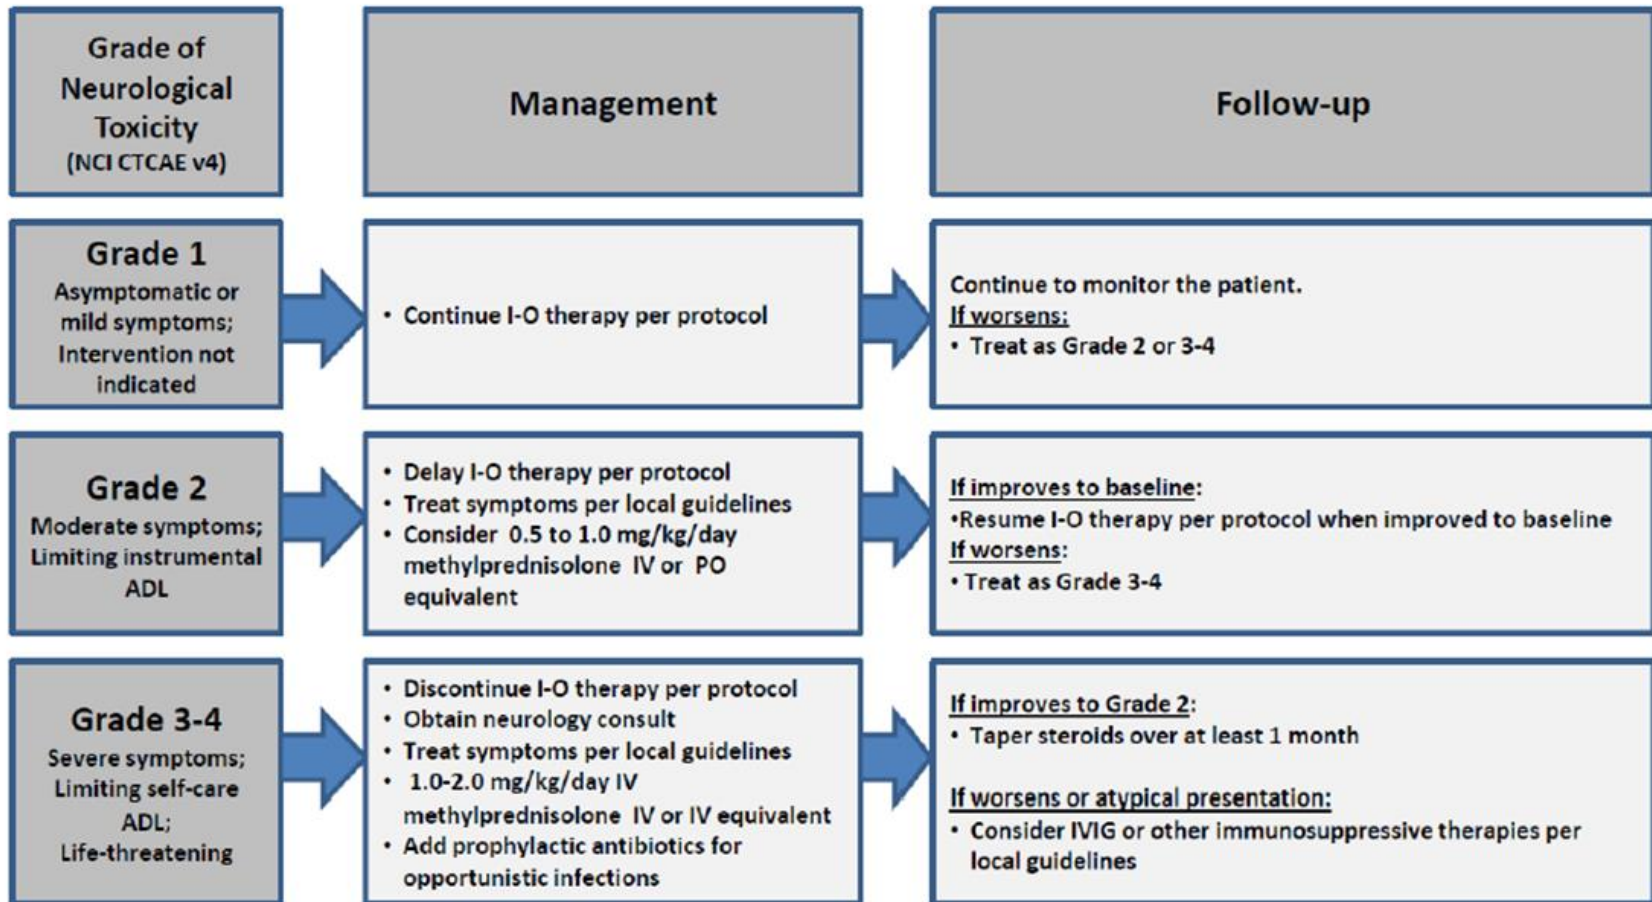 Grade of
Neurological
Toxicity
(NCI CTCAE v4)
Management
Follow-up
Grade 1
Asymptomatic or
mild symptoms;
Intervention not
indicated
• Continue I-O therapy per protocol
Continue to monitor the patient.
If worsens:
• Treat as Grade 2 or 3-4
Grade 2
Moderate symptoms;
Limiting instrumental
ADL
• Delay I-O therapy per protocol
• Treat symptoms per local guidelines
• Consider 0.5 to 1.0 mg/kg/day
methylprednisolone IV or PO
equivalent
If improves to baseline:
•Resume I-O therapy per protocol when improved to baseline
If worsens:
• Treat as Grade 3-4
Grade 3-4
Severe symptoms;
Limiting self-care
ADL;
Life-threatening
• Discontinue I-O therapy per protocol
• Obtain neurology consult
• Treat symptoms per local guidelines
• 1.0-2.0 mg/kg/day IV
methylprednisolone IV or IV equivalent
• Add prophylactic antibiotics for
opportunistic infections
If improves to Grade 2:
• Taper steroids over at least 1 month
If worsens or atypical presentation:
• Consider IVIG or other immunosuppressive therapies per
local guidelines